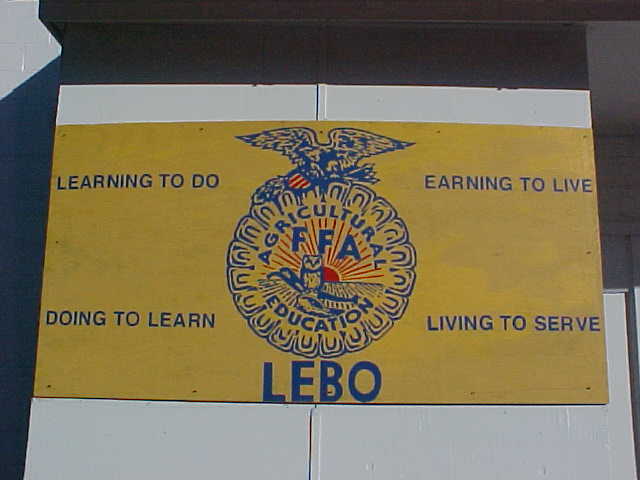 LEARNING TO DO
EARNING TO LIVE
AGRICULTURAL
FFA
EDUCATION
DOING TO LEARN
LIVING TO SERVE
LEBO